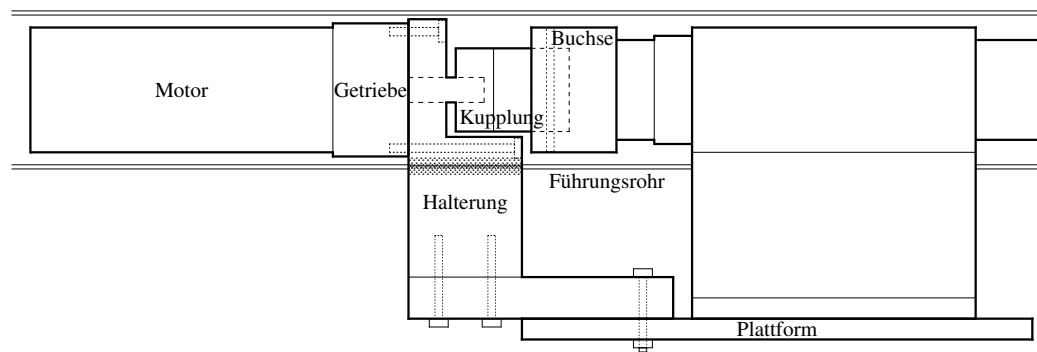 Buchse
Motor
Getriebe
Kupplung
Führungsrohr
Halterung
Plattform